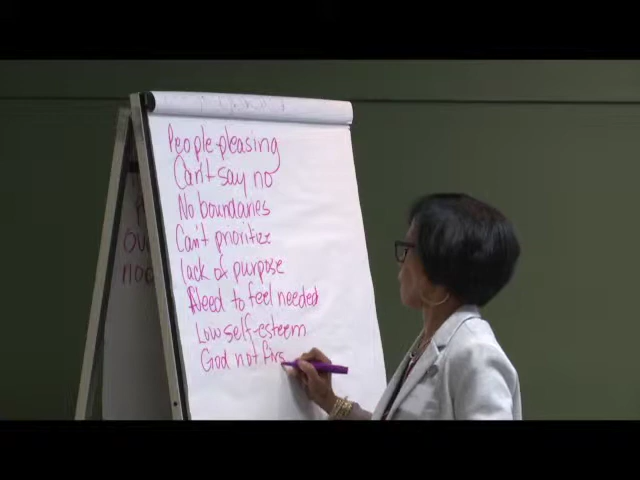 People-pleasing
Can't say no
No boundaries
Can't prioritize
Lack of purpose
Need to feel needed
Low self-esteem
God not firs